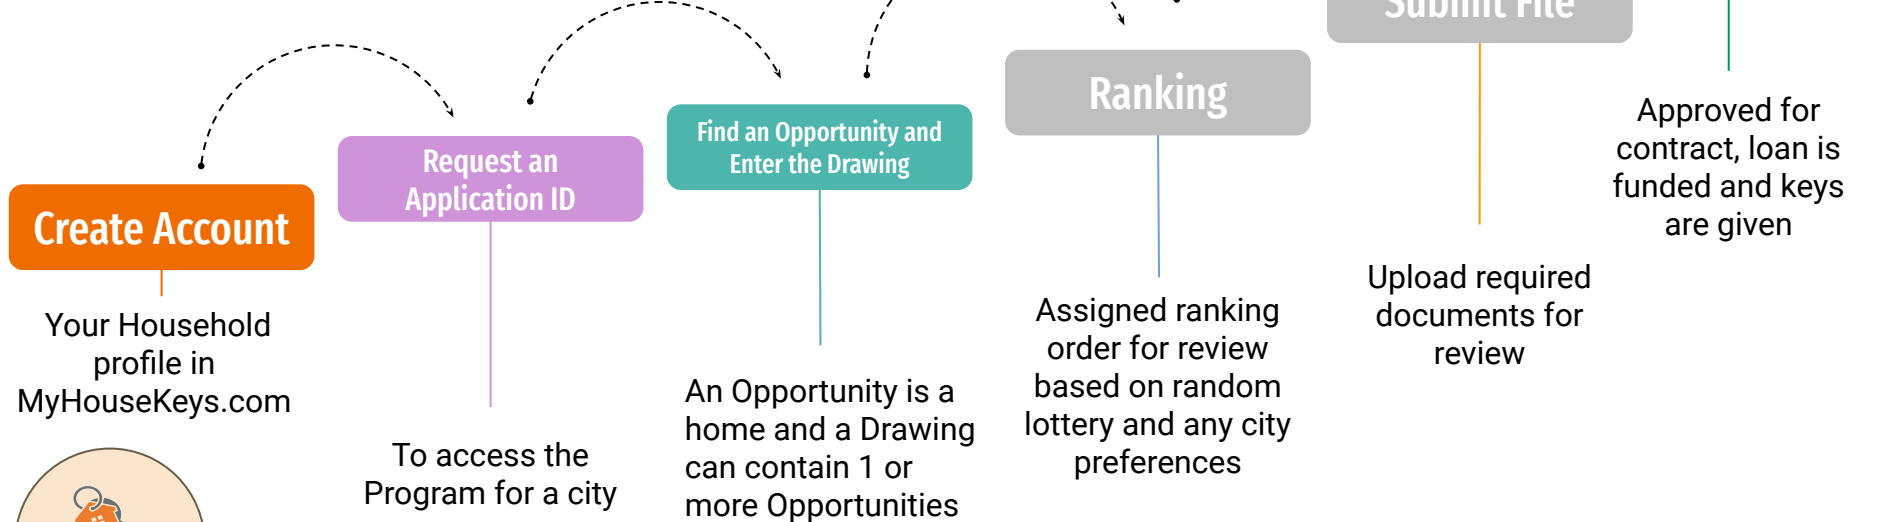 Create Account
Your Household
profile in
MyHouseKeys.com
Request an
Application ID
To access the
Program for a city
Find an Opportunity and
Enter the Drawing
An Opportunity is a
home and a Drawing
can contain 1 or
more Opportunities
Ranking
Assigned ranking
order for review
based on random
lottery and any city
preferences
Submit File
Upload required
documents for
review
Approved for
contract, loan is
funded and keys
are given